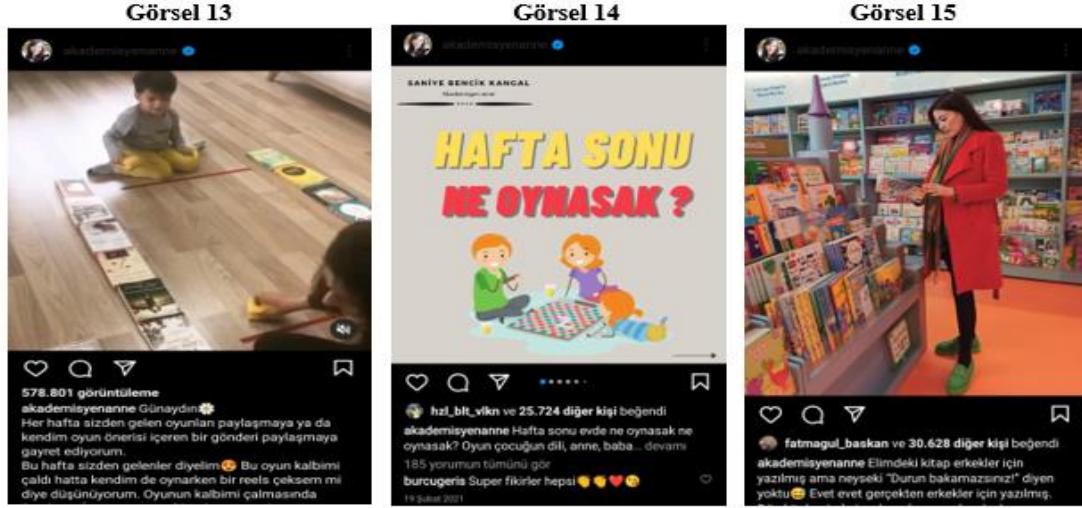 Görsel 13
akademisyenanne
578.801 görüntüleme
akademisyenanne Günaydın🌼
Her hafta sizden gelen oyunları paylaşmaya ya da
kendim oyun önerisi içeren bir gönderi paylaşmaya
gayret ediyorum.
Bu hafta sizden gelenler diyelim😍 Bu oyun kalbimi
çaldı hatta kendim de oynarken bir reels çeksem mi
diye düşünüyorum. Oyunun kalbimi çalmasında
Görsel 14
akademisyenanne
SANİYE BENCİK KANGAL
HAFTA SONU
NE OYNASAK ?
hzl_blt_vlkn ve 25.724 diğer kişi beğendi
akademisyenanne Hafta sonu evde ne oynasak ne
oynasak? Oyun çocuğun dili, anne, baba... devamı
185 yorumun tümünü gör
burcugeris Super fikirler hepsi👏👏❤️😘
19 Şubat 2021
Görsel 15
akademisyenanne
fatmagul_baskan ve 30.628 diğer kişi beğendi
akademisyenanne Elimdeki kitap erkekler için
yazılmış ama neyseki "Durun bakamazsınız!" diyen
yoktu😅 Evet evet gerçekten erkekler için yazılmış.